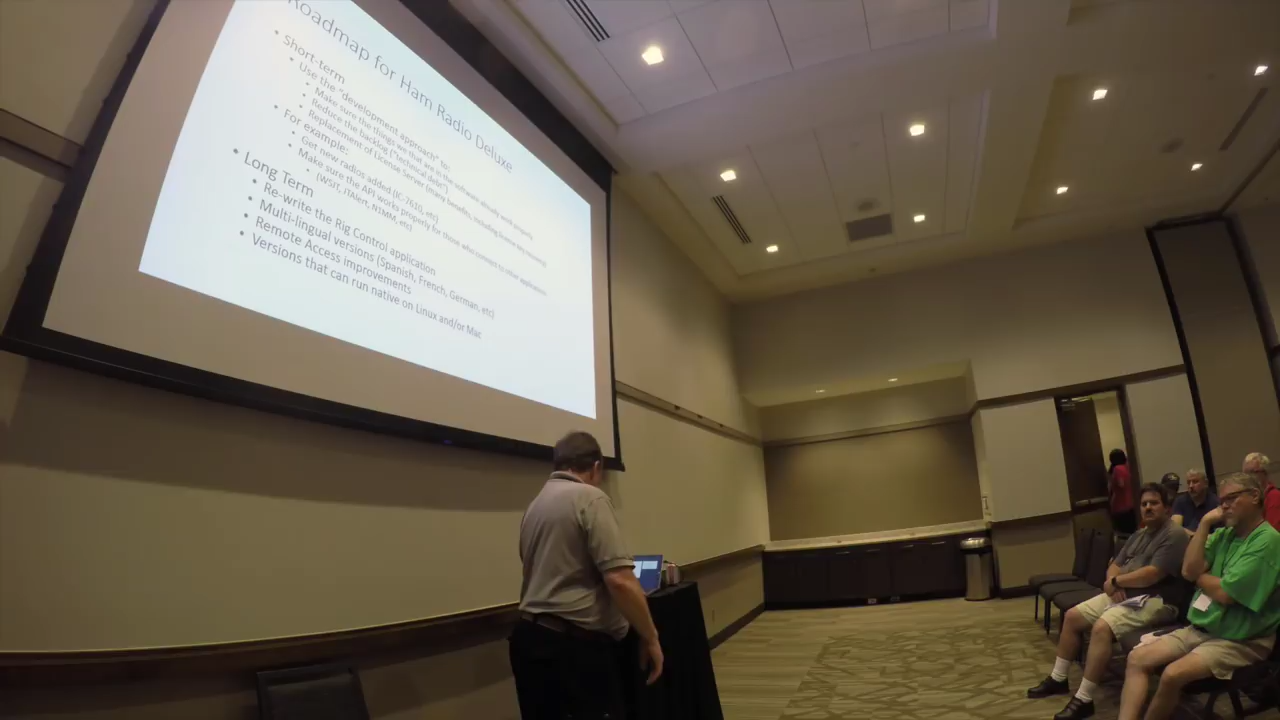 Roadmap for Ham Radio Deluxe
• Short-term
• Use the "development approach" to:
• Make sure the things we that are in the software already work properly
• Reduce the backlog ("technical debt")
• Replacement of License Server (many benefits, including license key recovery)
• For example:
• Get new radios added (IC-7610, etc)
• Make sure the API works properly for those who connect to other applications
• (WSJT, JTAlert, N1MM, etc)
• Long Term
• Re-write the Rig Control application
• Multi-lingual versions (Spanish, French, German, etc)
• Remote Access improvements
• Versions that can run native on Linux and/or Mac